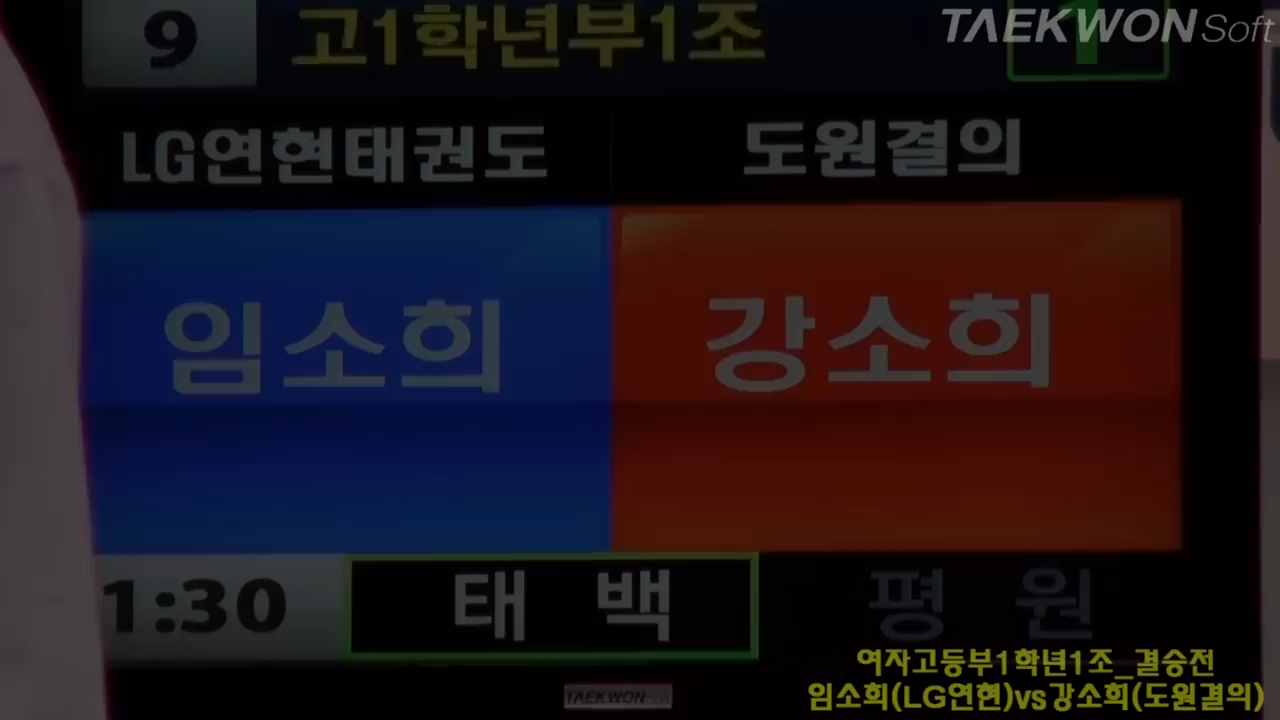 TAEKWON Soft
9 고1학년부1조 1
LG연현태권도 도원결의
임소희 강소희
1:30 태 백 평 원
여자고등부1학년1조_결승전
임소희(LG연현)vs강소희(도원결의)
TAEKWON